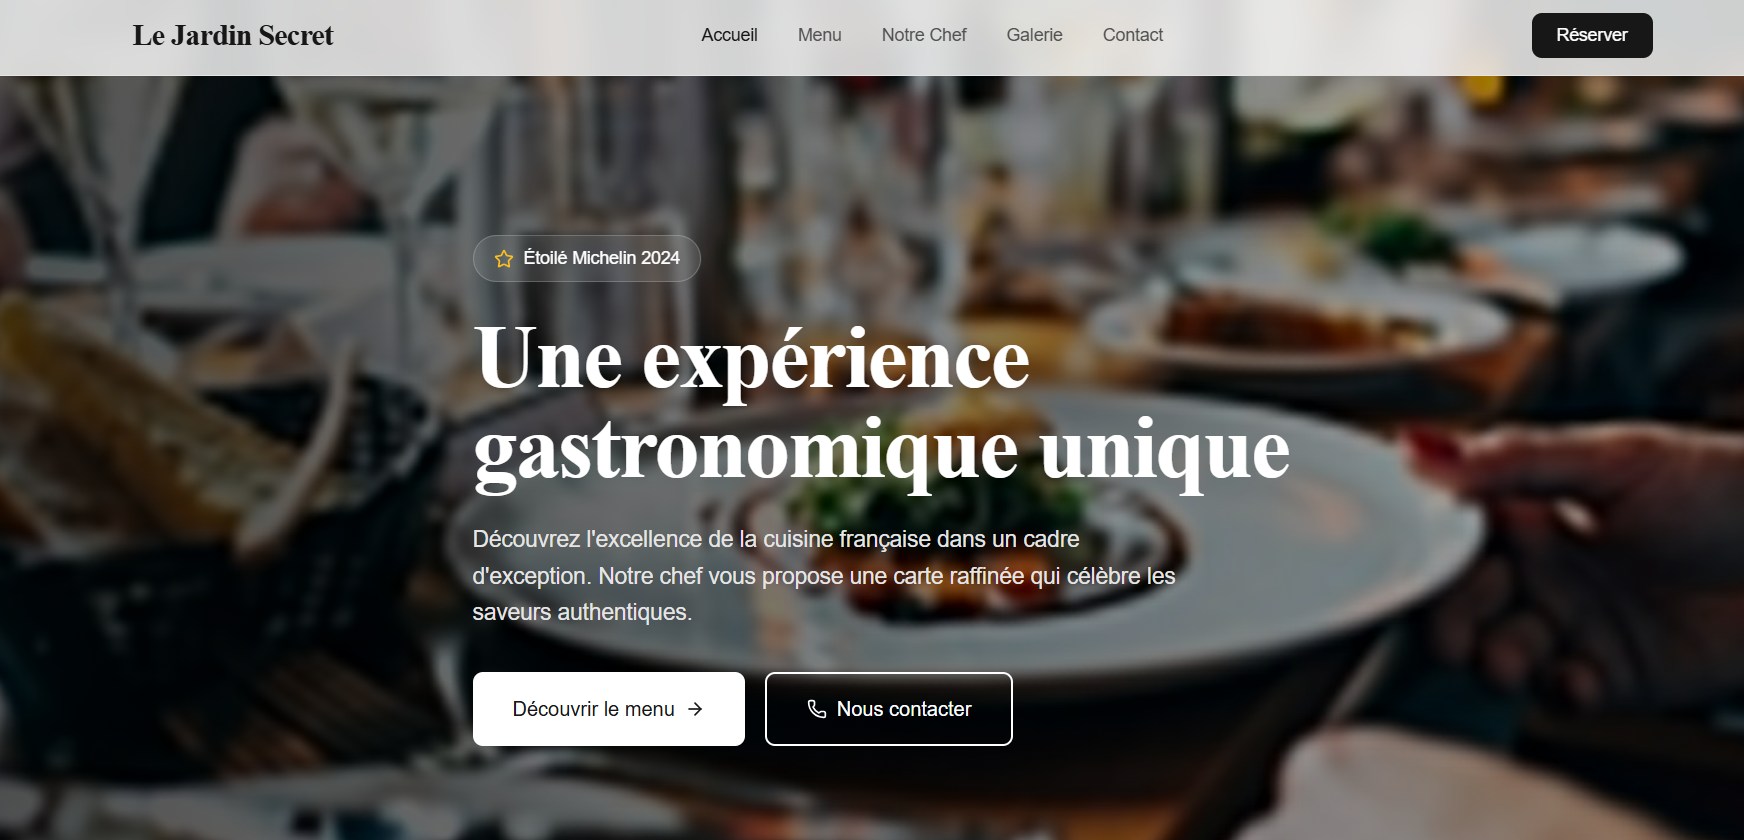 Le Jardin Secret
Accueil
Menu
Notre Chef
Galerie
Contact
Réserver
Étoilé Michelin 2024
Une expérience
gastronomique unique
Découvrez l'excellence de la cuisine française dans un cadre
d'exception. Notre chef vous propose une carte raffinée qui célèbre les
saveurs authentiques.
Découvrir le menu →
Nous contacter